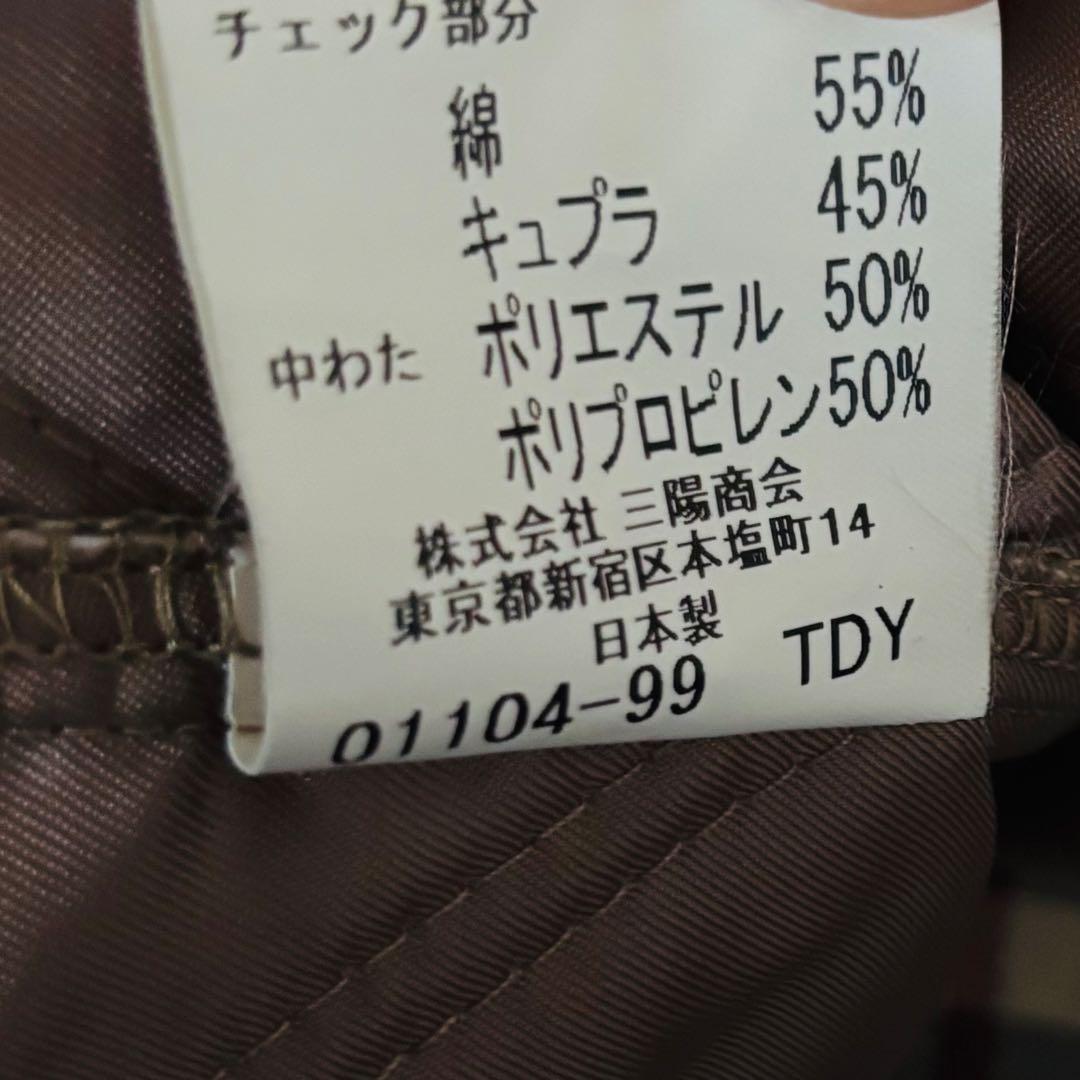 チェック部分
綿 55%
キュプラ 45%
中わた ポリエステル 50%
ポリプロピレン50%
株式会社 三陽商会
東京都新宿区本塩町14
日本製
01104-99 TDY